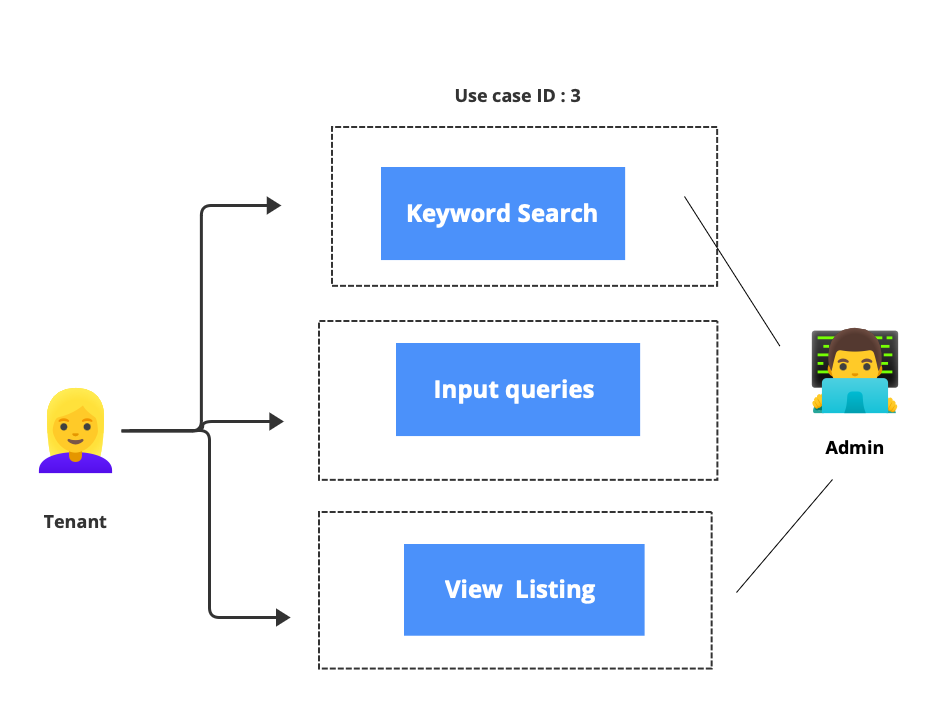 Use case ID : 3
Keyword Search
Input queries
Admin
Tenant
View Listing